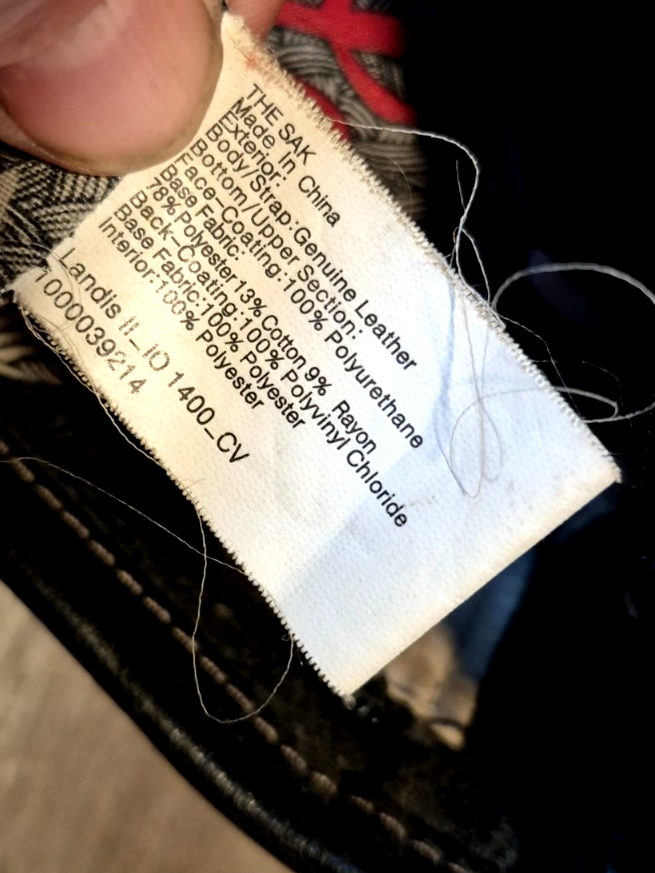 THE SAK
Made In China
Exterior:
Body/Strap:Genuine Leather
Bottom/Upper Section:
Face-Coating:100% Polyurethane
Base Fabric:
78%Polyester13%Cotton 9% Rayon
Back-Coating:100% Polyvinyl Chloride
Base Fabric:100% Polyester
Interior:100% Polyester
Landis 1400_CV
1000039214